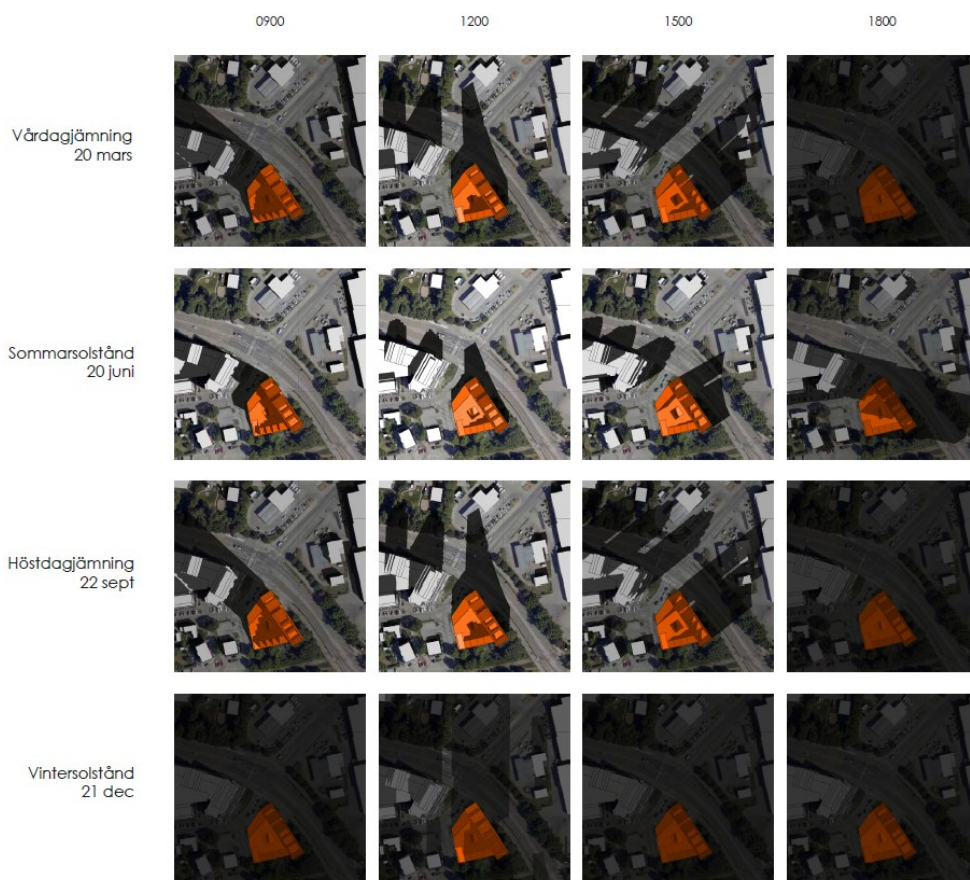 0900 1200 1500 1800
Vårdagjämning
20 mars
Sommarsolstånd
20 juni
Höstdagjämning
22 sept
Vintersolstånd
21 dec